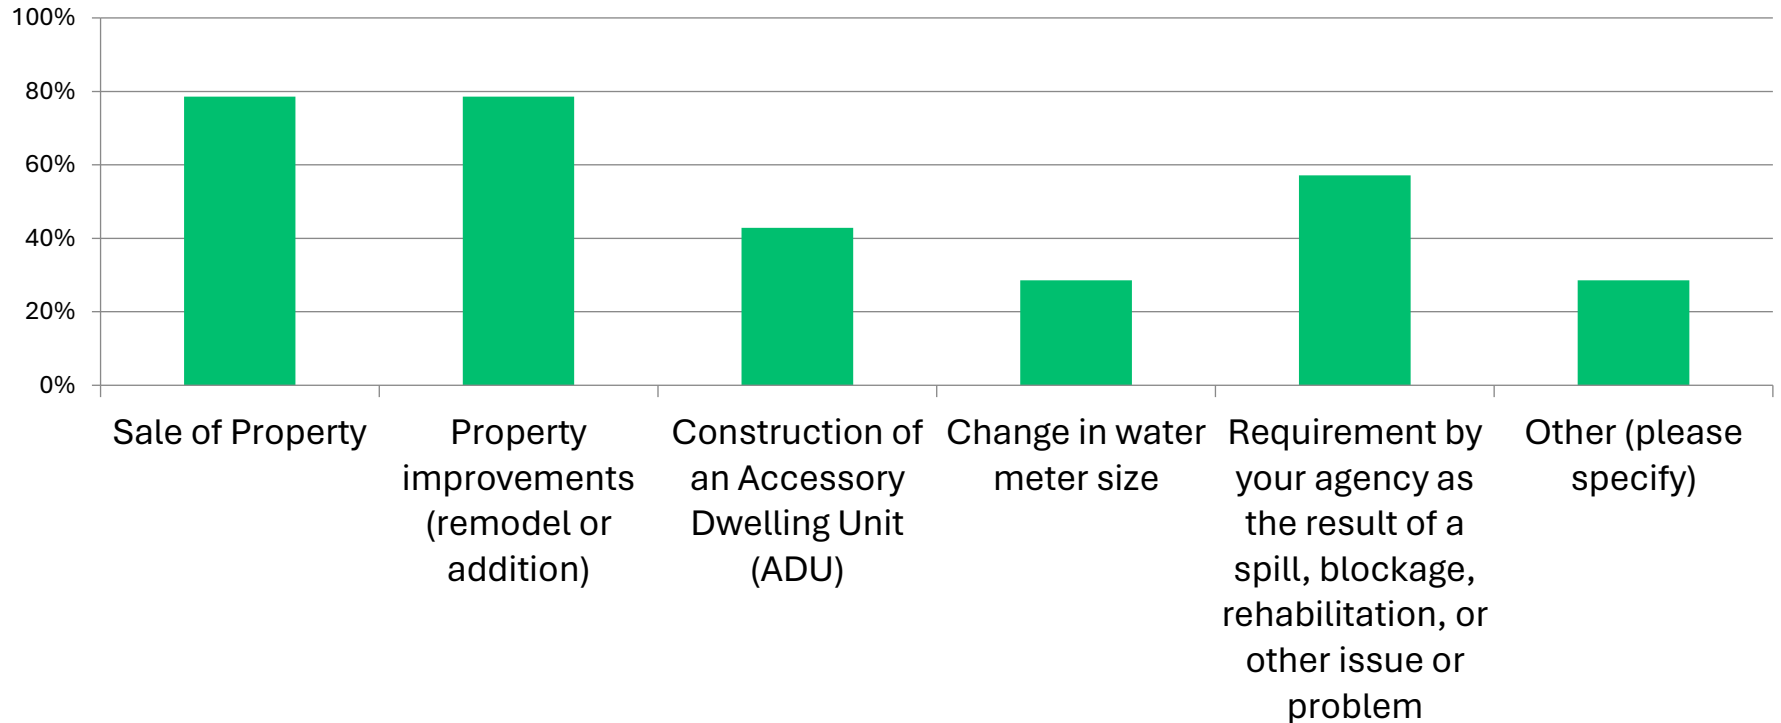 100%
80%
60%
40%
20%
0%
Sale of Property
Property
improvements
(remodel or
addition)
Construction of
an Accessory
Dwelling Unit
(ADU)
Change in water
meter size
Requirement by
your agency as
the result of a
spill, blockage,
rehabilitation, or
other issue or
problem
Other (please
specify)